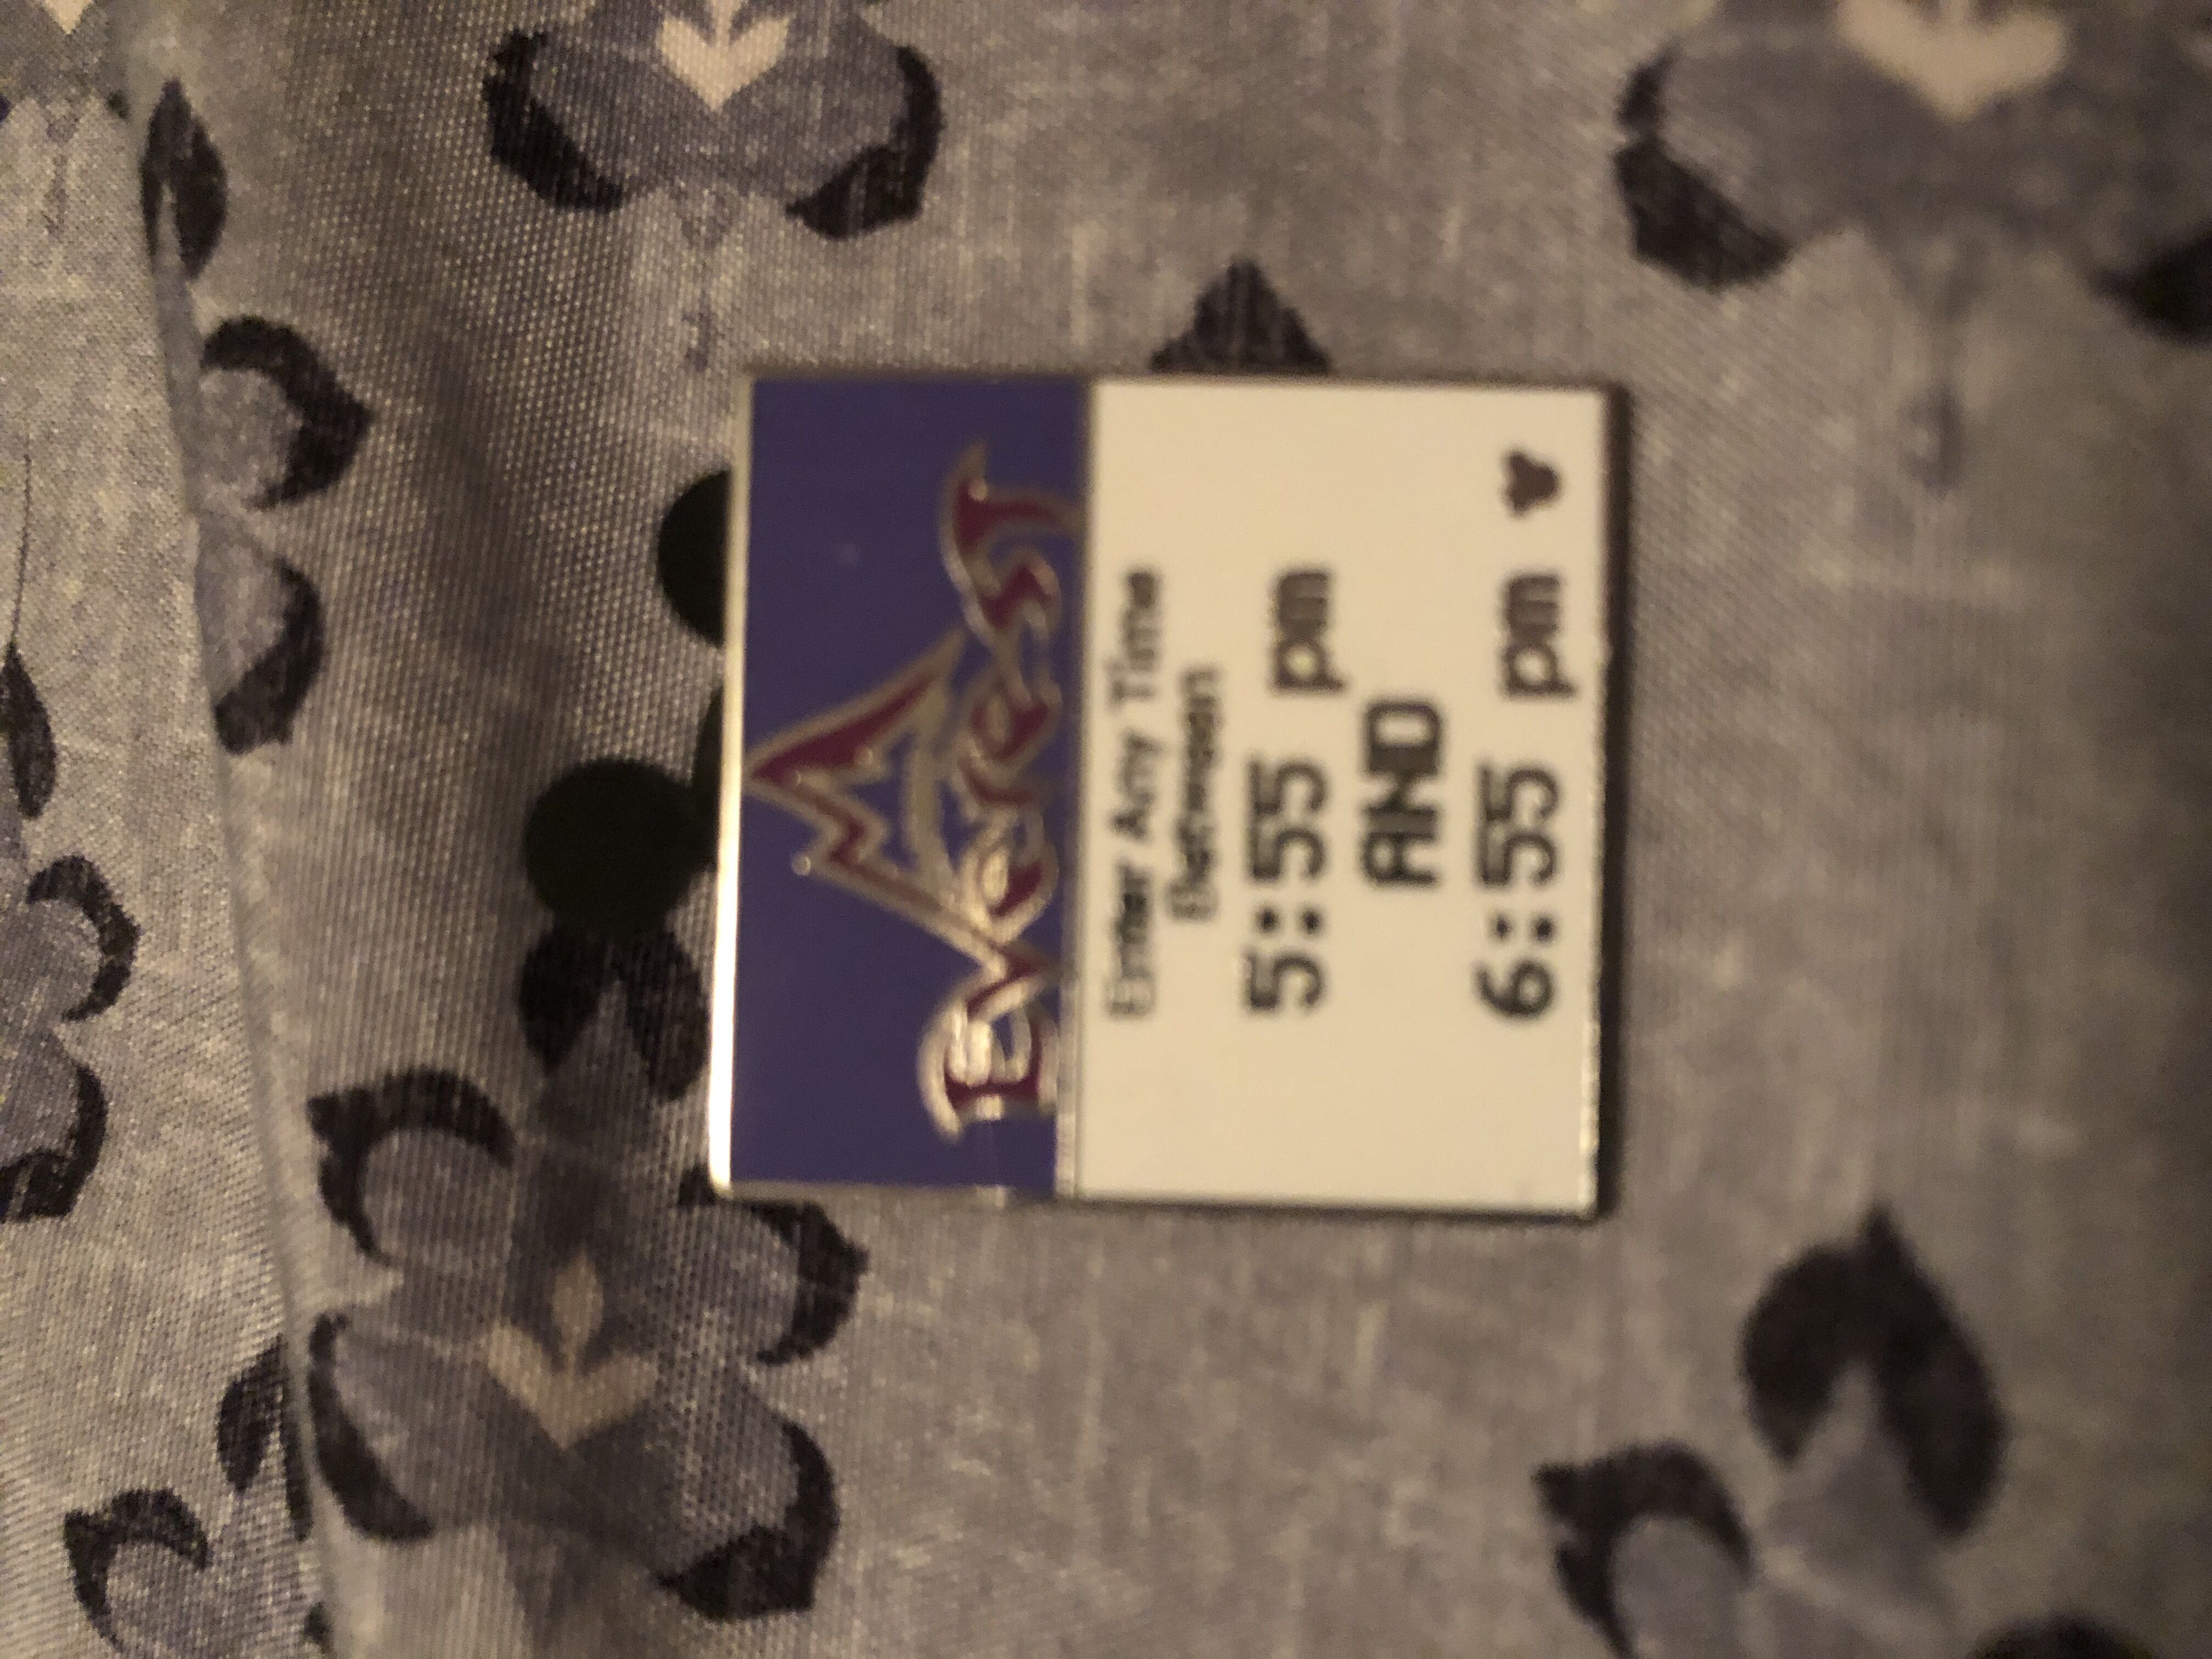 Everest
Enter Any Time
Between
5:55 pm
AND
6:55 pm